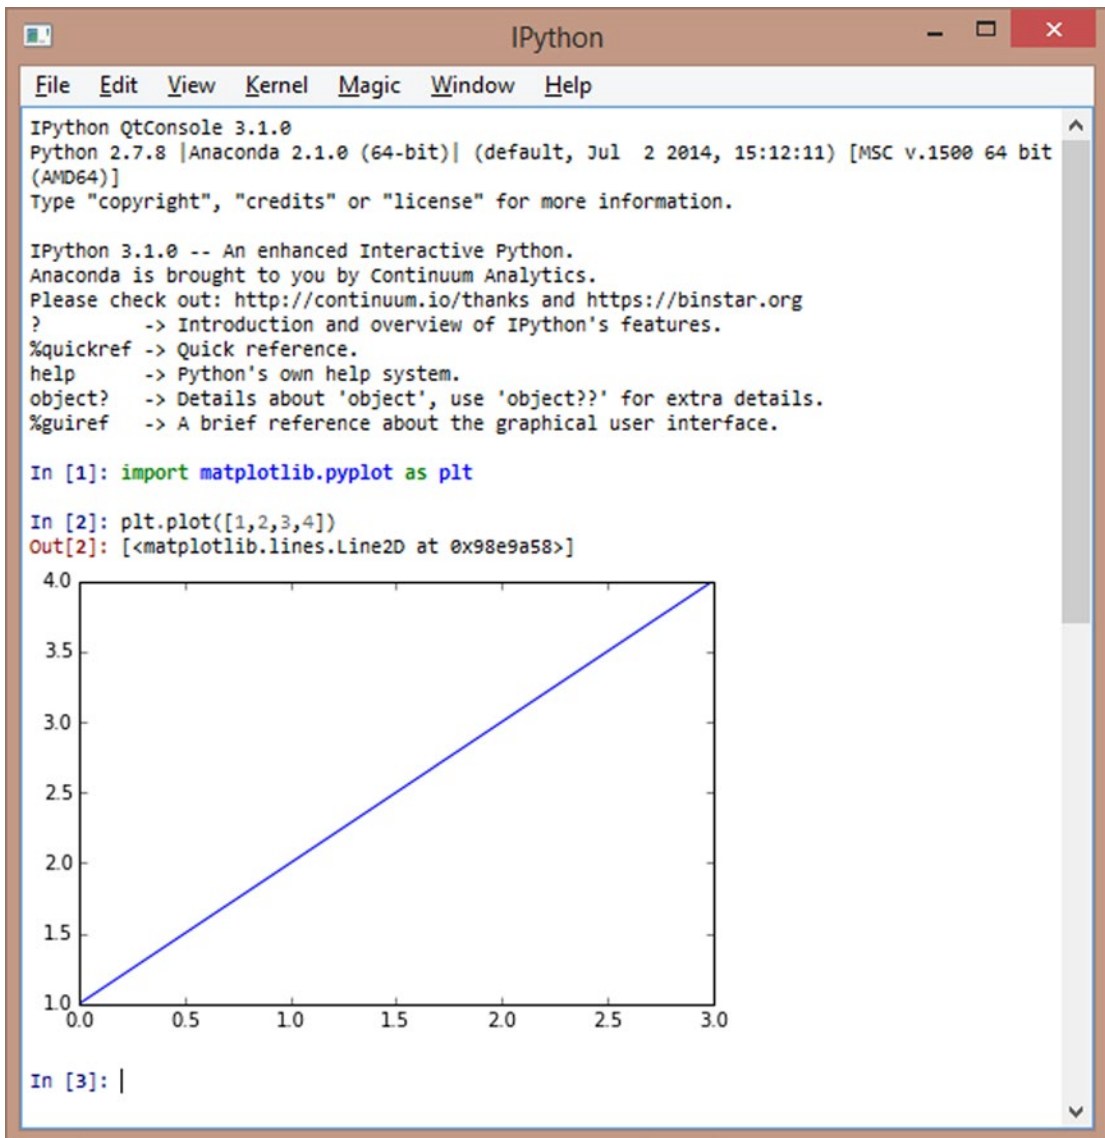 IPython
File Edit View Kernel Magic Window Help
IPython QtConsole 3.1.0
Python 2.7.8 |Anaconda 2.1.0 (64-bit)| (default, Jul  2 2014, 15:12:11) [MSC v.1500 64 bit
(AMD64)]
Type "copyright", "credits" or "license" for more information.

IPython 3.1.0 -- An enhanced Interactive Python.
Anaconda is brought to you by Continuum Analytics.
Please check out: http://continuum.io/thanks and https://binstar.org
?         -> Introduction and overview of IPython's features.
%quickref -> Quick reference.
help      -> Python's own help system.
object?   -> Details about 'object', use 'object??' for extra details.
%guiref   -> A brief reference about the graphical user interface.

In [1]: import matplotlib.pyplot as plt

In [2]: plt.plot([1,2,3,4])
Out[2]: [<matplotlib.lines.Line2D at 0x98e9a58>]
4.0
3.5
3.0
2.5
2.0
1.5
1.0
0.0 0.5 1.0 1.5 2.0 2.5 3.0

In [3]: